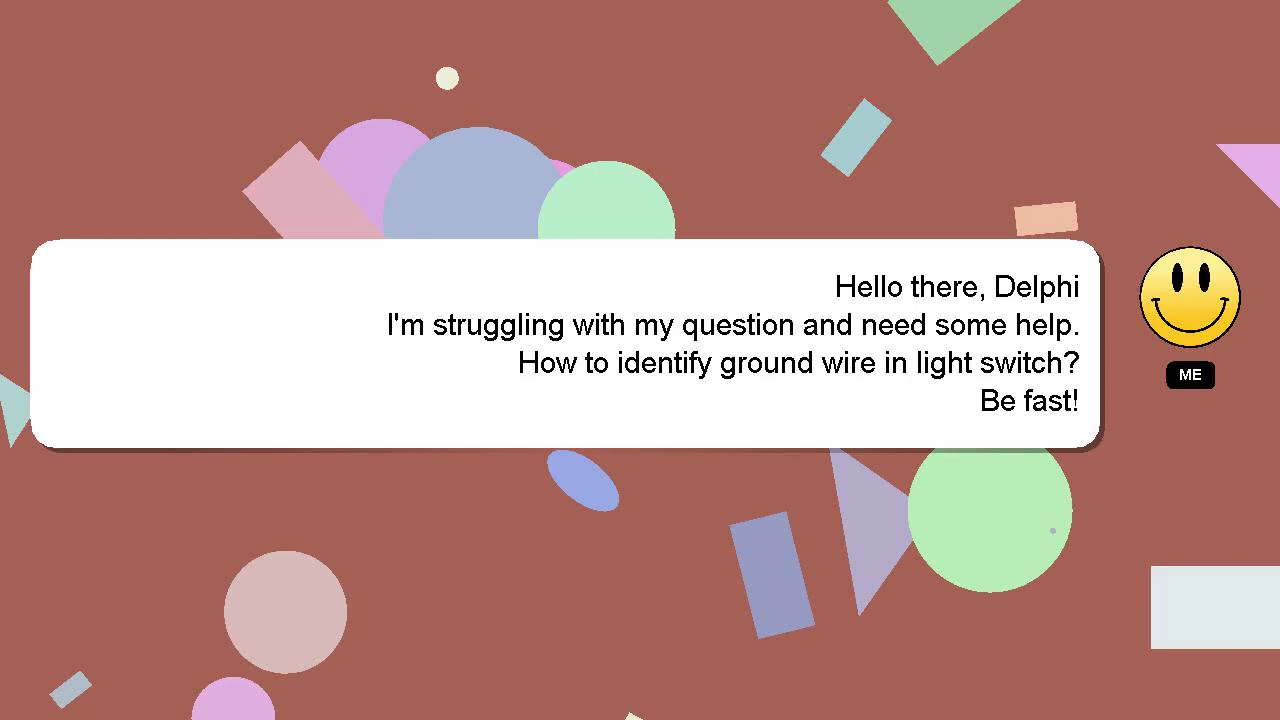 Hello there, Delphi
I'm struggling with my question and need some help.
How to identify ground wire in light switch?
Be fast!
ME